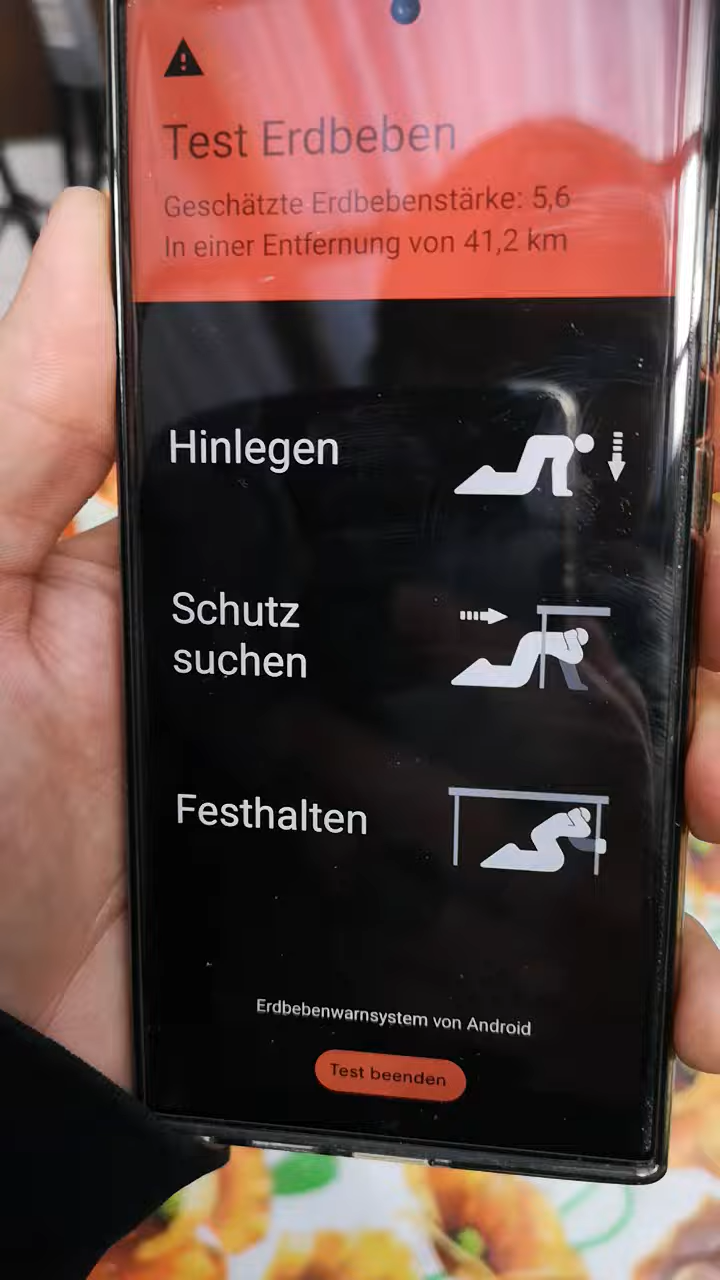 Test Erdbeben
Geschätzte Erdbebenstärke: 5,6
In einer Entfernung von 41,2 km
Hinlegen
Schutz
suchen
Festhalten
Erdbebenwarnsystem von Android
Test beenden